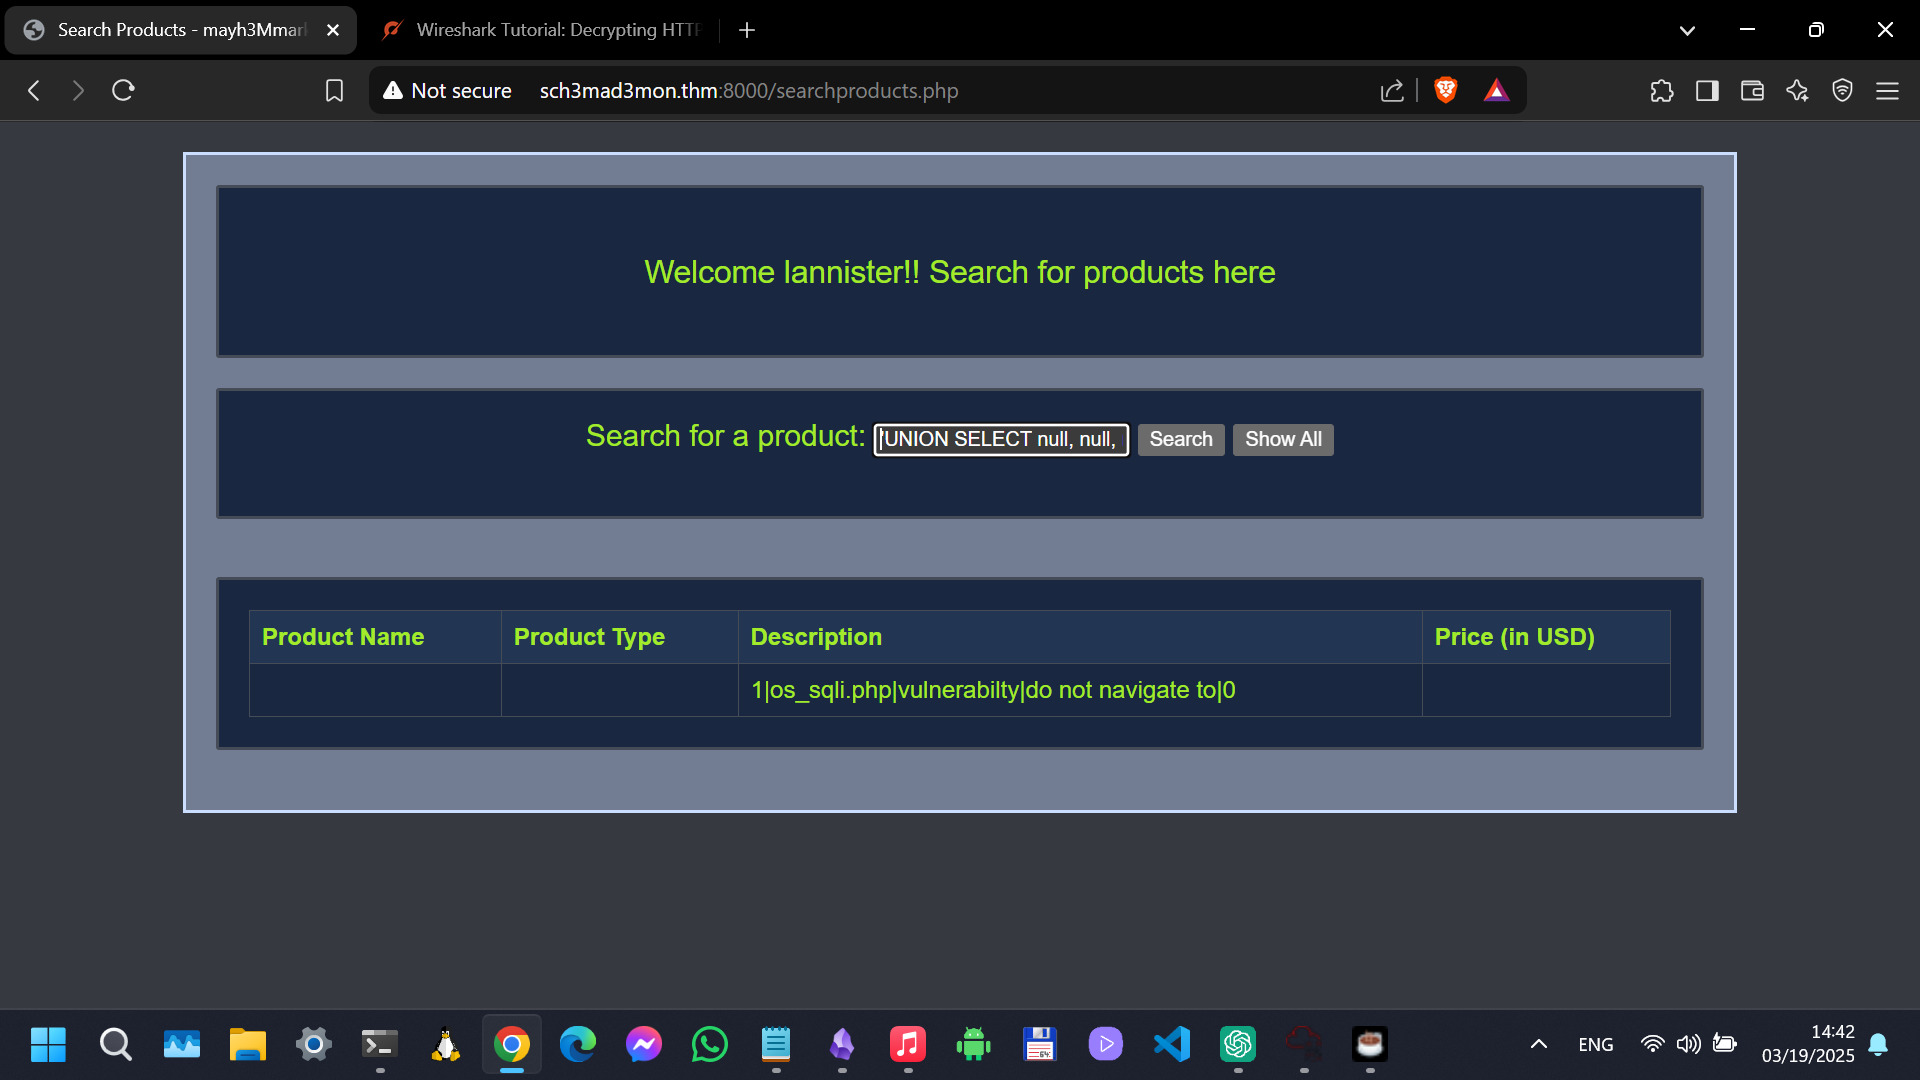 Search Products - mayh3Mmar
Wireshark Tutorial: Decrypting HTTP
Not secure
sch3mad3mon.thm:8000/searchproducts.php
Welcome lannister!! Search for products here
Search for a product:
'UNION SELECT null, null,
Search
Show All
Product Name
Product Type
Description
Price (in USD)
1|os_sqli.php|vulnerabilty|do not navigate to|0
64
ENG
14:42
03/19/2025